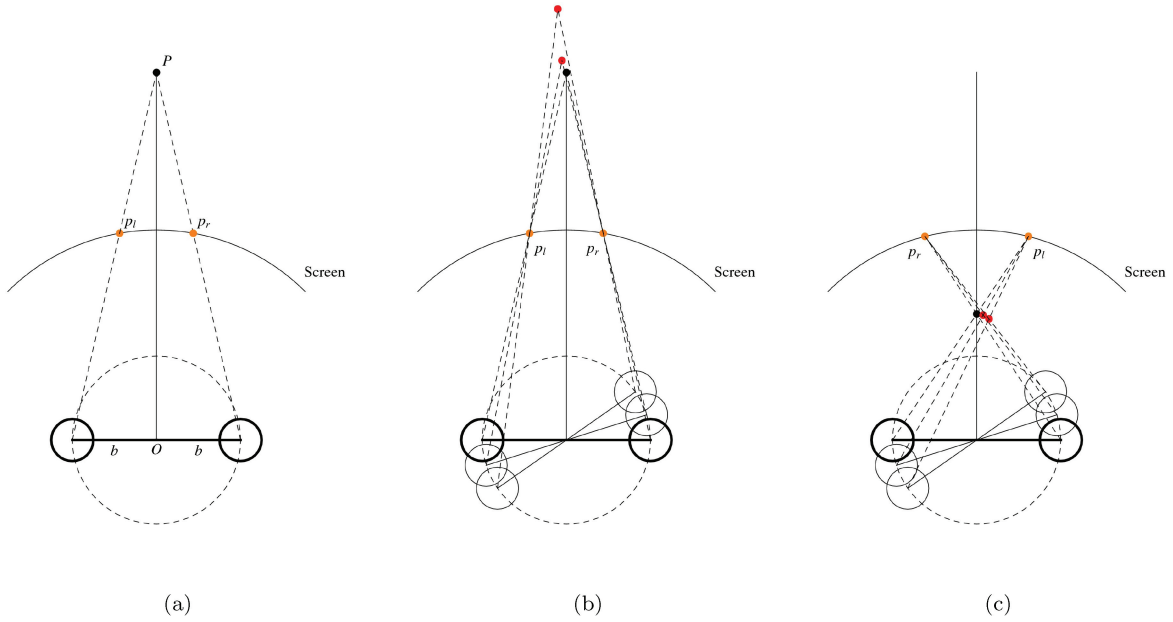 P
p_l p_r
Screen
b O b
(a)
p_l p_r
Screen
(b)
p_r p_l
Screen
(c)